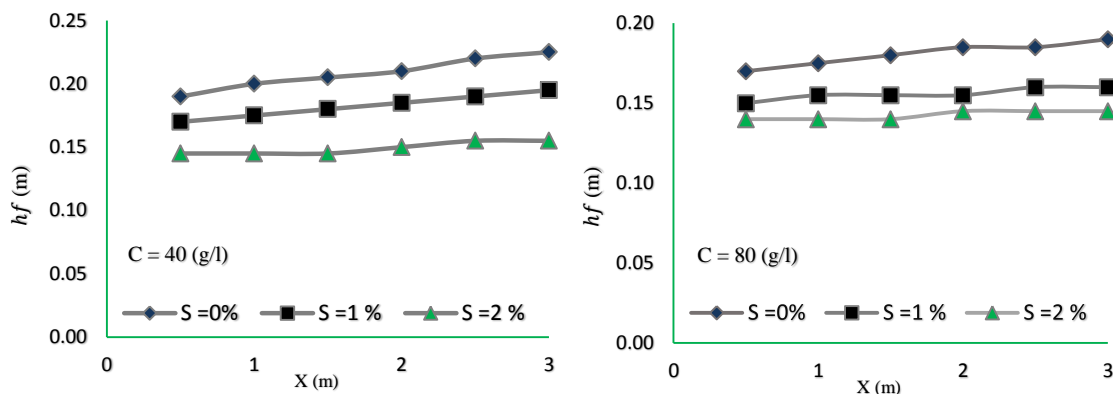 0.25
0.20
0.15
0.10
0.05
0.00
hf (m)
C = 40 (g/l)
S =0% S =1 % S =2 %
0 1 2 3
X (m)
0.20
0.15
0.10
0.05
0.00
hf (m)
C = 80 (g/l)
S =0% S =1 % S =2 %
0 1 2 3
X (m)